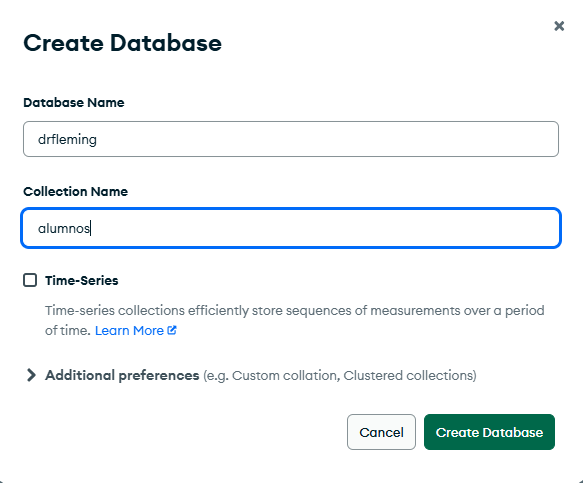 Create Database
Database Name
drfleming
Collection Name
alumnos
Time-Series
Time-series collections efficiently store sequences of measurements over a period
of time. Learn More
Additional preferences (e.g. Custom collation, Clustered collections)
Cancel
Create Database